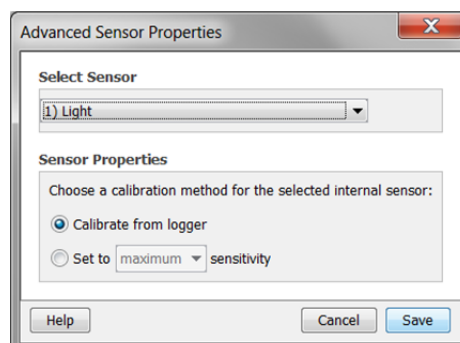 Advanced Sensor Properties
Select Sensor
1) Light
Sensor Properties
Choose a calibration method for the selected internal sensor:
Calibrate from logger
Set to maximum sensitivity
Help Cancel Save